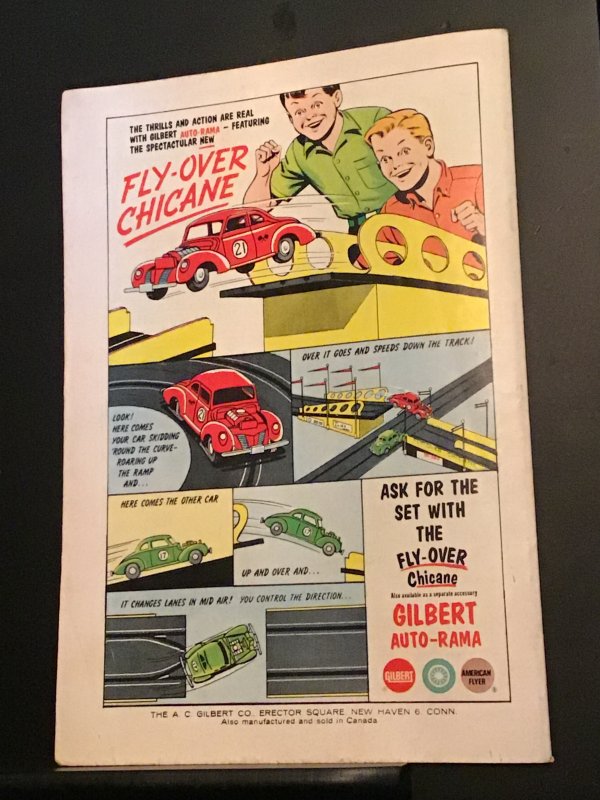 THE THRILLS AND ACTION ARE REAL
WITH GILBERT AUTO-RAMA – FEATURING
THE SPECTACULAR NEW
FLY-OVER
CHICANE
21
OVER IT GOES AND SPEEDS DOWN THE TRACK!
LOOK!
HERE COMES
YOUR CAR SKIDDING
'ROUND THE CURVE-
ROARING UP
THE RAMP
AND...
21
HERE COMES THE OTHER CAR
17
UP AND OVER AND...
IT CHANGES LANES IN MID AIR! YOU CONTROL THE DIRECTION...
ASK FOR THE
SET WITH
THE
FLY-OVER
Chicane
Also available as a separate accessory
GILBERT
AUTO-RAMA
GILBERT
AMERICAN
FLYER
®
THE A. C. GILBERT CO., ERECTOR SQUARE, NEW HAVEN 6, CONN.
Also manufactured and sold in Canada